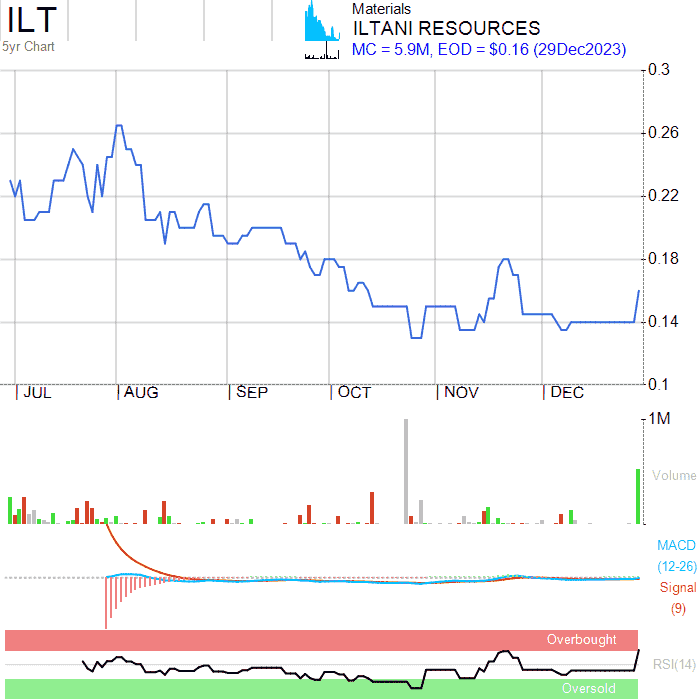 ILT
5yr Chart
Materials
ILTANI RESOURCES
MC = 5.9M, EOD = $0.16 (29Dec2023)
0.3
0.26
0.22
0.18
0.14
0.1
JUL AUG SEP OCT NOV DEC
1M
Volume
MACD
(12-26)
Signal
(9)
Overbought
RSI(14)
Oversold